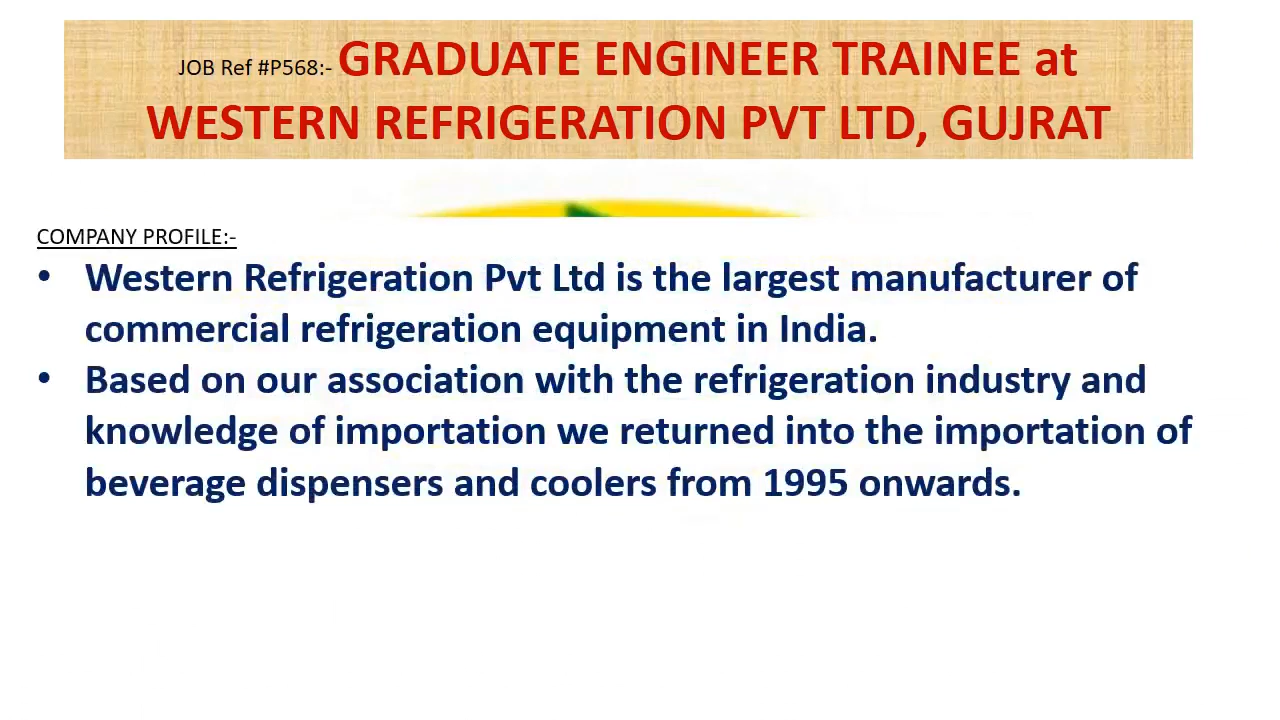 JOB Ref #P568:- GRADUATE ENGINEER TRAINEE at
WESTERN REFRIGERATION PVT LTD, GUJRAT
COMPANY PROFILE:-
• Western Refrigeration Pvt Ltd is the largest manufacturer of
commercial refrigeration equipment in India.
• Based on our association with the refrigeration industry and
knowledge of importation we returned into the importation of
beverage dispensers and coolers from 1995 onwards.